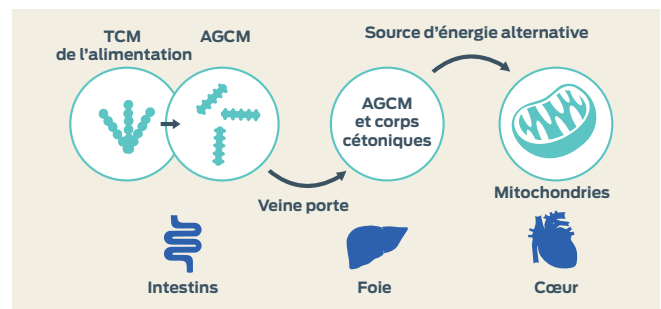 TCM
de l'alimentation
AGCM
Source d'énergie alternative
AGCM
et corps
cétoniques
Veine porte
Mitochondries
Intestins
Foie
Cœur